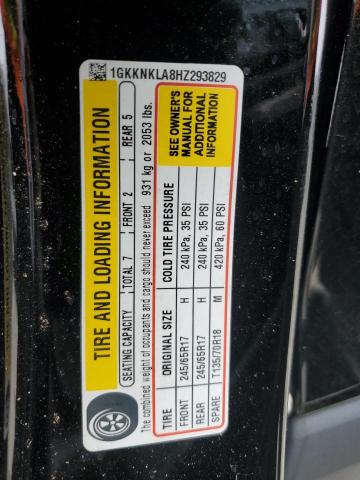 1GKKNKLA8HZ293829
TIRE AND LOADING INFORMATION
SEATING CAPACITY TOTAL 7 FRONT 2 REAR 5
The combined weight of occupants and cargo should never exceed 931 kg or 2053 lbs.
TIRE ORIGINAL SIZE COLD TIRE PRESSURE
FRONT 245/65R17 H 240 kPa, 35 PSI
REAR 245/65R17 H 240 kPa, 35 PSI
SPARE T135/70R18 M 420 kPa, 60 PSI
SEE OWNER'S
MANUAL FOR
ADDITIONAL
INFORMATION